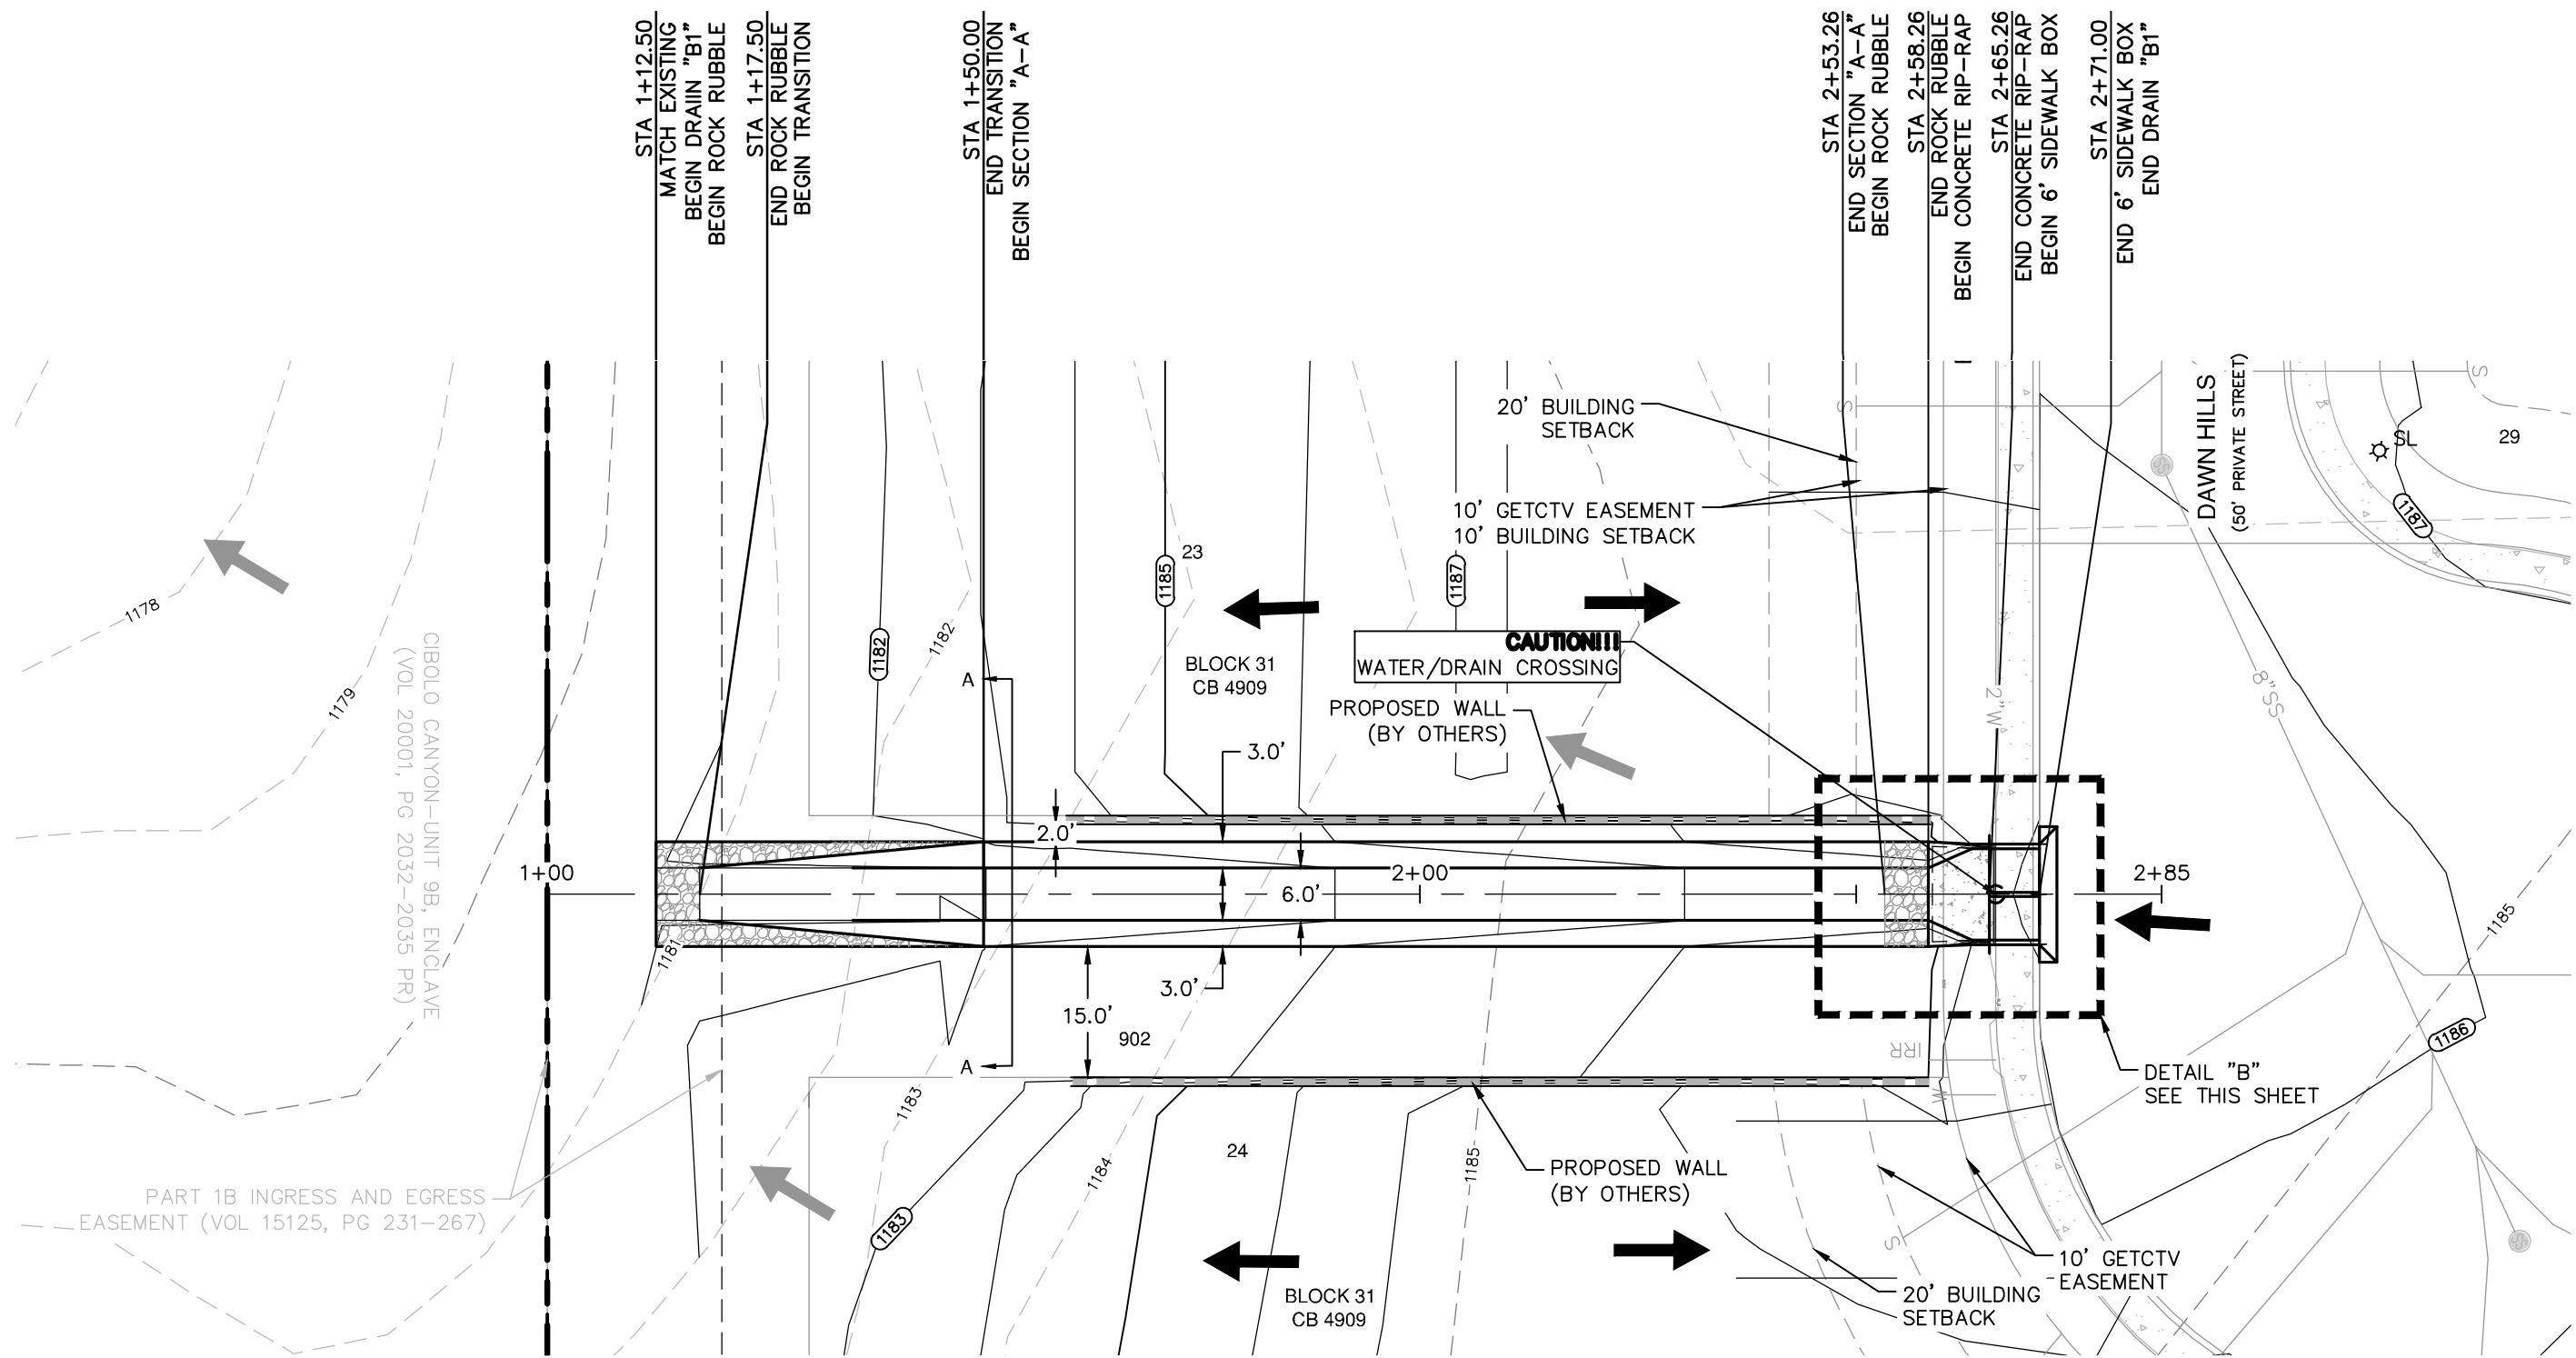 STA 1+12.50
MATCH EXISTING
BEGIN DRAIIN "B1"
BEGIN ROCK RUBBLE
STA 1+17.50
END ROCK RUBBLE
BEGIN TRANSITION
STA 1+50.00
END TRANSITION
BEGIN SECTION "A-A"
STA 2+53.26
END SECTION "A-A"
BEGIN ROCK RUBBLE
STA 2+58.26
END ROCK RUBBLE
BEGIN CONCRETE RIP-RAP
STA 2+65.26
END CONCRETE RIP-RAP
BEGIN 6' SIDEWALK BOX
STA 2+71.00
END 6' SIDEWALK BOX
END DRAIN "B1"
20' BUILDING
SETBACK
10' GETCTV EASEMENT
10' BUILDING SETBACK
S
S
DAWN HILLS
(50' PRIVATE STREET)
SL
29
1187
1178
1179
CIBOLO CANYON-UNIT 9B, ENCLAVE
(VOL 20001, PG 2032-2035 PR)
1182
1182
1185
23
1187
BLOCK 31
CB 4909
CAUTION!!!
WATER/DRAIN CROSSING
PROPOSED WALL
(BY OTHERS)
2"W
8"SS
A
3.0'
2.0'
1+00
6.0'
2+00
2+85
1181
3.0'
15.0'
902
A
IRR
W
1185
1186
DETAIL "B"
SEE THIS SHEET
1183
1184
24
1185
PROPOSED WALL
(BY OTHERS)
PART 1B INGRESS AND EGRESS
EASEMENT (VOL 15125, PG 231-267)
1183
S
10' GETCTV
EASEMENT
20' BUILDING
SETBACK
BLOCK 31
CB 4909